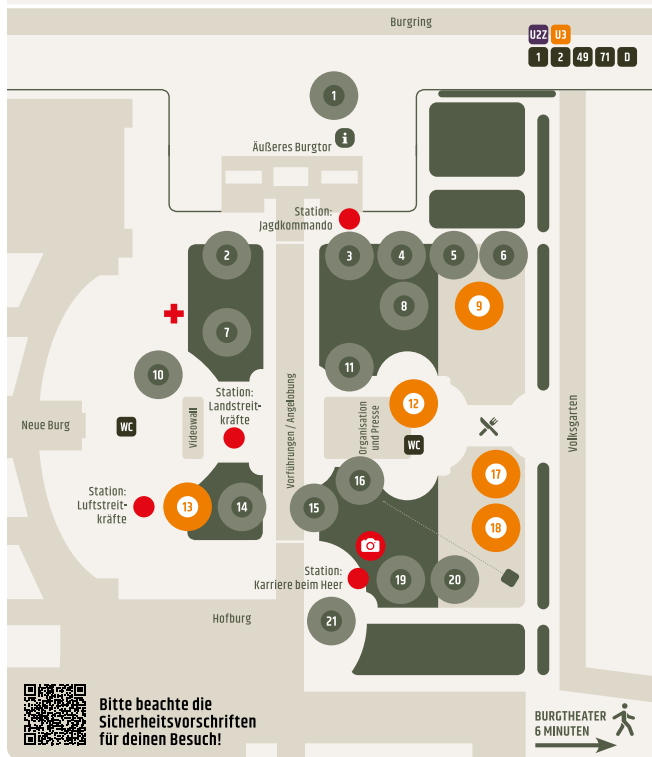 Burgring
U2Z U3
1 2 49 71 D
1
i
Äußeres Burgtor
Station:
Jagdkommando
2
3
4
5
6
7
8
9
10
11
12
Station:
Landstreit-
kräfte
Neue Burg
WC
Videowall
Vorführungen / Angelobung
Organisation
und Presse
WC
Volksgarten
Station:
Luftstreit-
kräfte
13
14
15
16
17
18
Station:
Karriere beim Heer
19
20
21
Hofburg
Bitte beachte die
Sicherheitsvorschriften
für deinen Besuch!
BURGTHEATER
6 MINUTEN